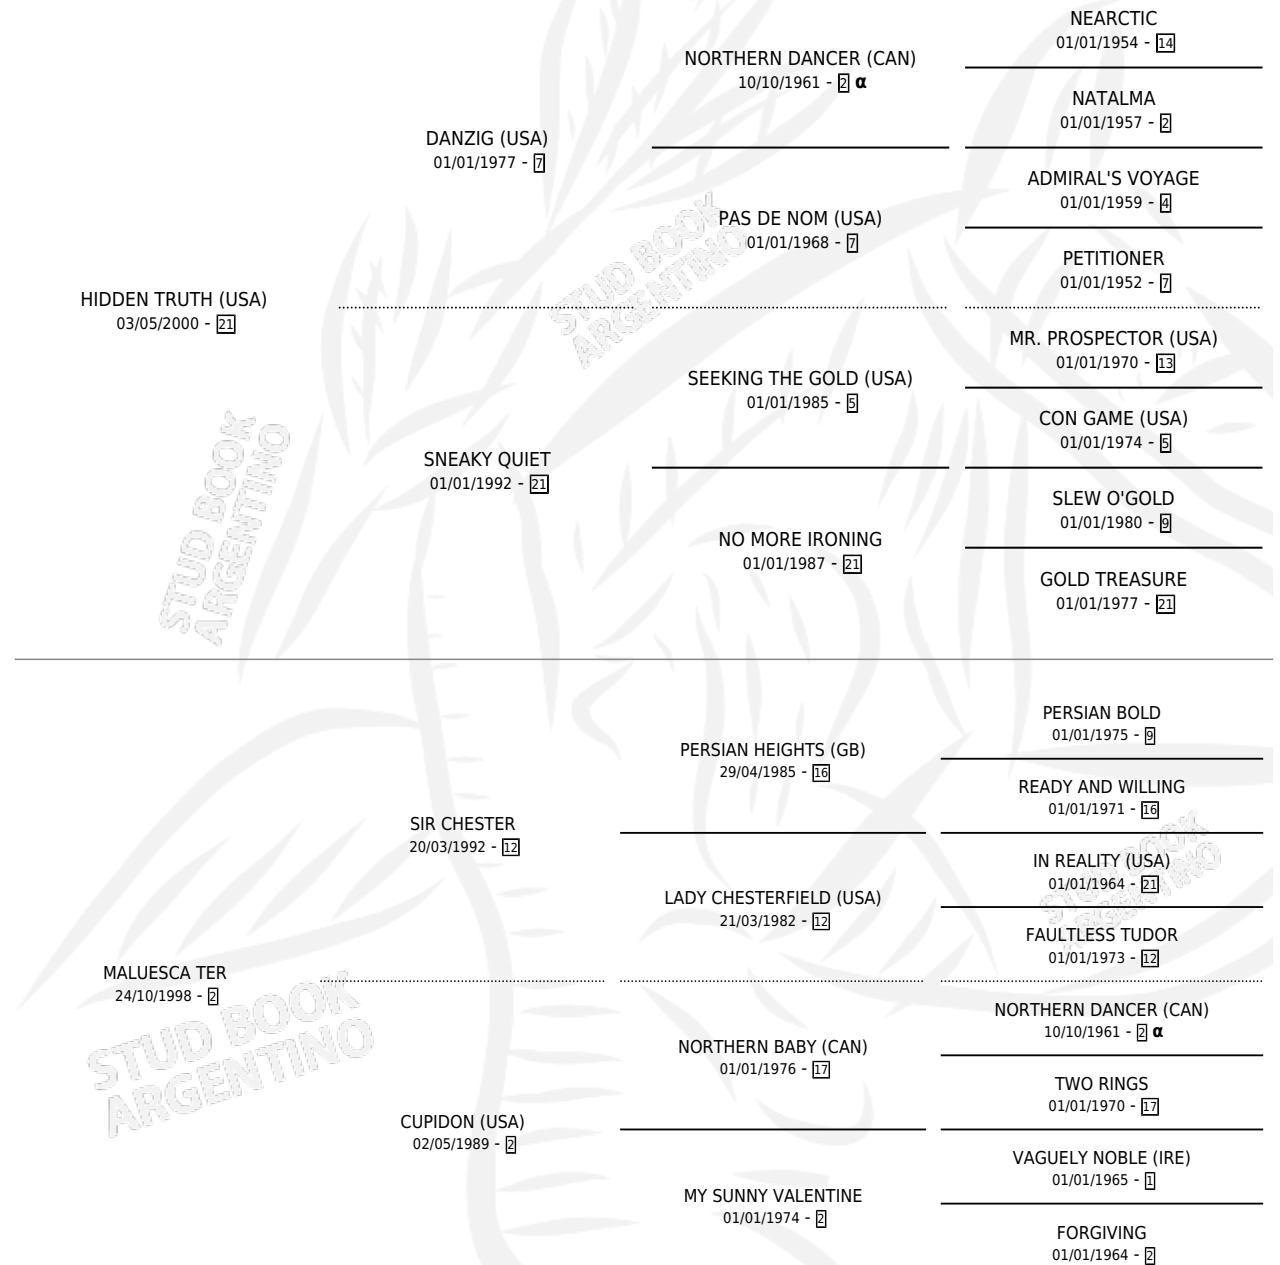 NEARCTIC
01/01/1954 - 14
NORTHERN DANCER (CAN)
10/10/1961 - 2 α
NATALMA
01/01/1957 - 2
DANZIG (USA)
01/01/1977 - 7
ADMIRAL'S VOYAGE
01/01/1959 - 4
PAS DE NOM (USA)
01/01/1968 - 7
PETITIONER
01/01/1952 - 7
HIDDEN TRUTH (USA)
03/05/2000 - 21
MR. PROSPECTOR (USA)
01/01/1970 - 13
SEEKING THE GOLD (USA)
01/01/1985 - 5
CON GAME (USA)
01/01/1974 - 5
SNEAKY QUIET
01/01/1992 - 21
SLEW O'GOLD
01/01/1980 - 9
NO MORE IRONING
01/01/1987 - 21
GOLD TREASURE
01/01/1977 - 21
STUD BOOK
ARGENTINO
STUD BOOK
ARGENTINO
PERSIAN BOLD
01/01/1975 - 9
PERSIAN HEIGHTS (GB)
29/04/1985 - 16
READY AND WILLING
01/01/1971 - 16
SIR CHESTER
20/03/1992 - 12
IN REALITY (USA)
01/01/1964 - 21
LADY CHESTERFIELD (USA)
21/03/1982 - 12
FAULTLESS TUDOR
01/01/1973 - 12
MALUESCA TER
24/10/1998 - 2
NORTHERN DANCER (CAN)
10/10/1961 - 2 α
NORTHERN BABY (CAN)
01/01/1976 - 17
TWO RINGS
01/01/1970 - 17
CUPIDON (USA)
02/05/1989 - 2
VAGUELY NOBLE (IRE)
01/01/1965 - 1
MY SUNNY VALENTINE
01/01/1974 - 2
FORGIVING
01/01/1964 - 2
STUD BOOK
ARGENTINO
STUD BOOK
ARGENTINO